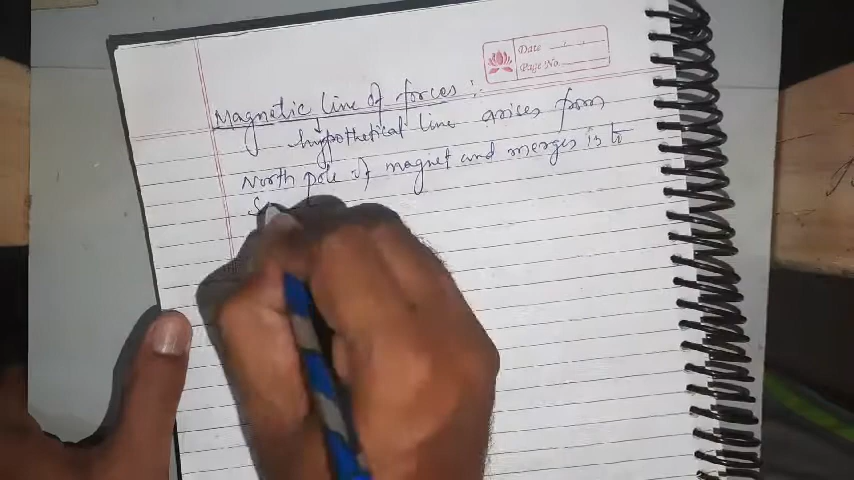 Date
Page No.
Magnetic line of forces :-
hypothetical line arises from
North pole of magnet and merges is to
S